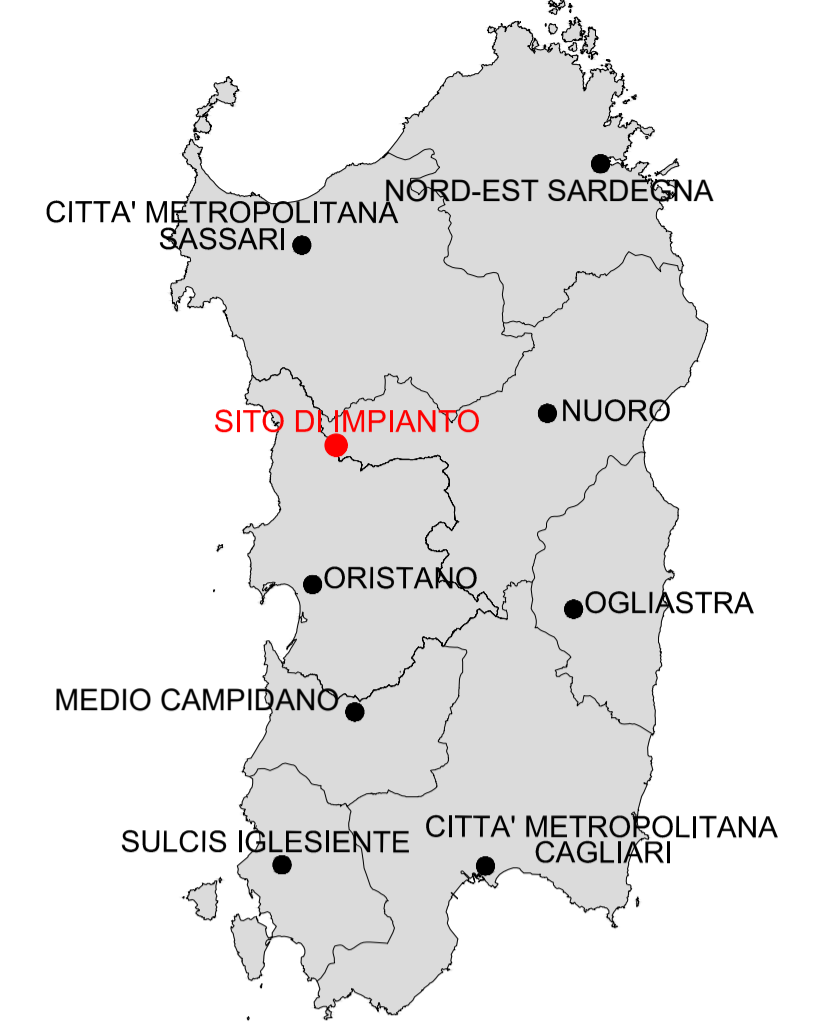 NORD-EST SARDEGNA
CITTA' METROPOLITANA
SASSARI
SITO DI IMPIANTO
NUORO
ORISTANO
OGLIASTRA
MEDIO CAMPIDANO
SULCIS IGLESIENTE
CITTA' METROPOLITANA
CAGLIARI